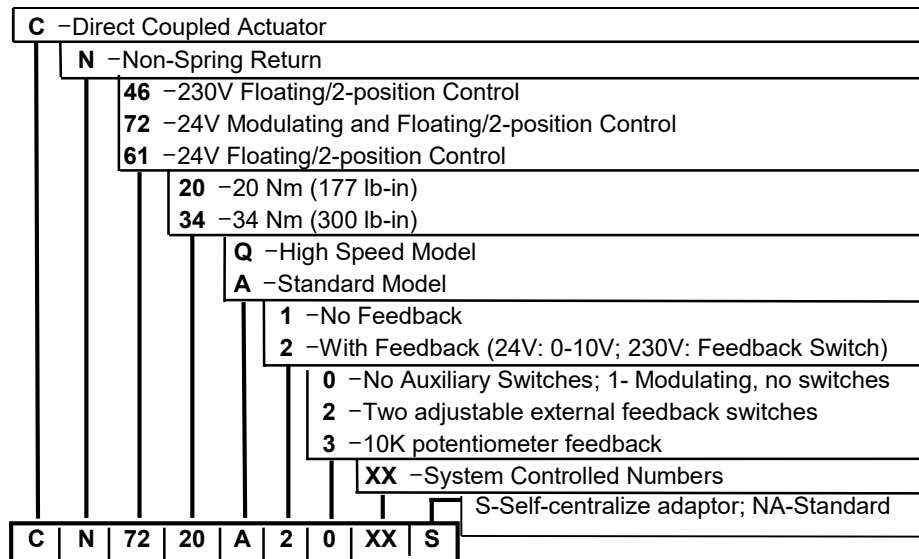 C –Direct Coupled Actuator
N –Non-Spring Return
46 –230V Floating/2-position Control
72 –24V Modulating and Floating/2-position Control
61 –24V Floating/2-position Control
20 –20 Nm (177 lb-in)
34 –34 Nm (300 lb-in)
Q –High Speed Model
A –Standard Model
1 –No Feedback
2 –With Feedback (24V: 0-10V; 230V: Feedback Switch)
0 –No Auxiliary Switches; 1- Modulating, no switches
2 –Two adjustable external feedback switches
3 –10K potentiometer feedback
XX –System Controlled Numbers
S-Self-centralize adaptor; NA-Standard
C N 72 20 A 2 0 XX S